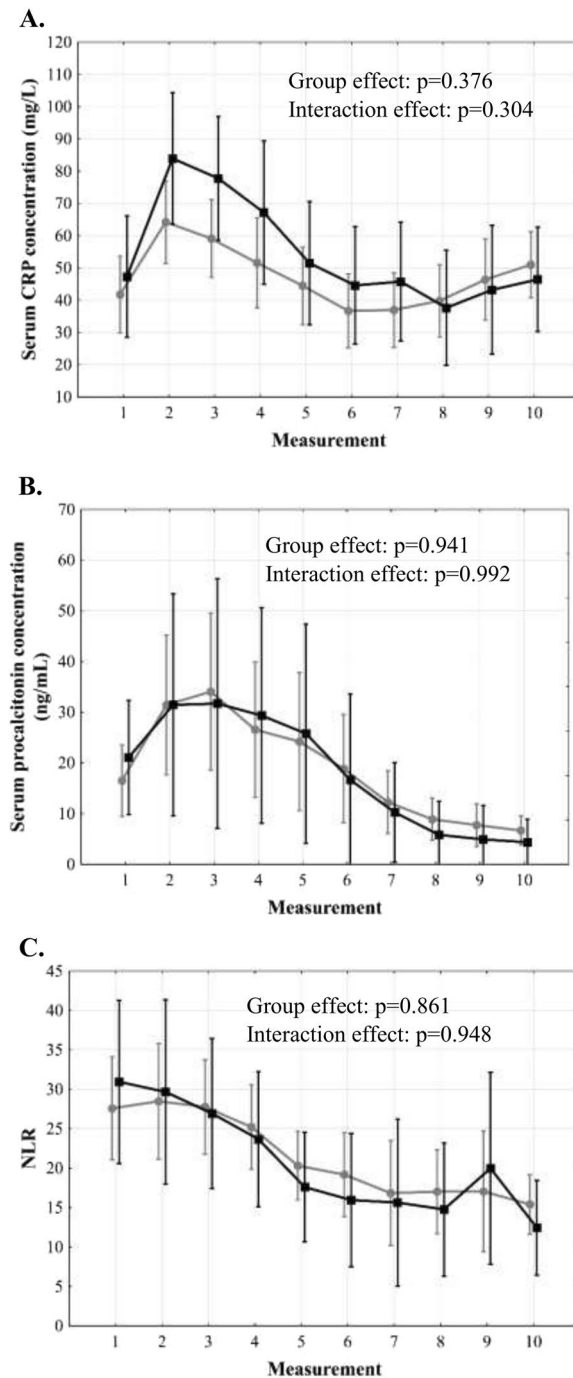 A.
120
110
100
90
80
70
60
50
40
30
20
10
Serum CRP concentration (mg/L)
Group effect: p=0.376
Interaction effect: p=0.304
1 2 3 4 5 6 7 8 9 10
Measurement
B.
70
60
50
40
30
20
10
0
Serum procalcitonin concentration
(ng/mL)
Group effect: p=0.941
Interaction effect: p=0.992
1 2 3 4 5 6 7 8 9 10
Measurement
C.
45
40
35
30
25
20
15
10
5
0
NLR
Group effect: p=0.861
Interaction effect: p=0.948
1 2 3 4 5 6 7 8 9 10
Measurement